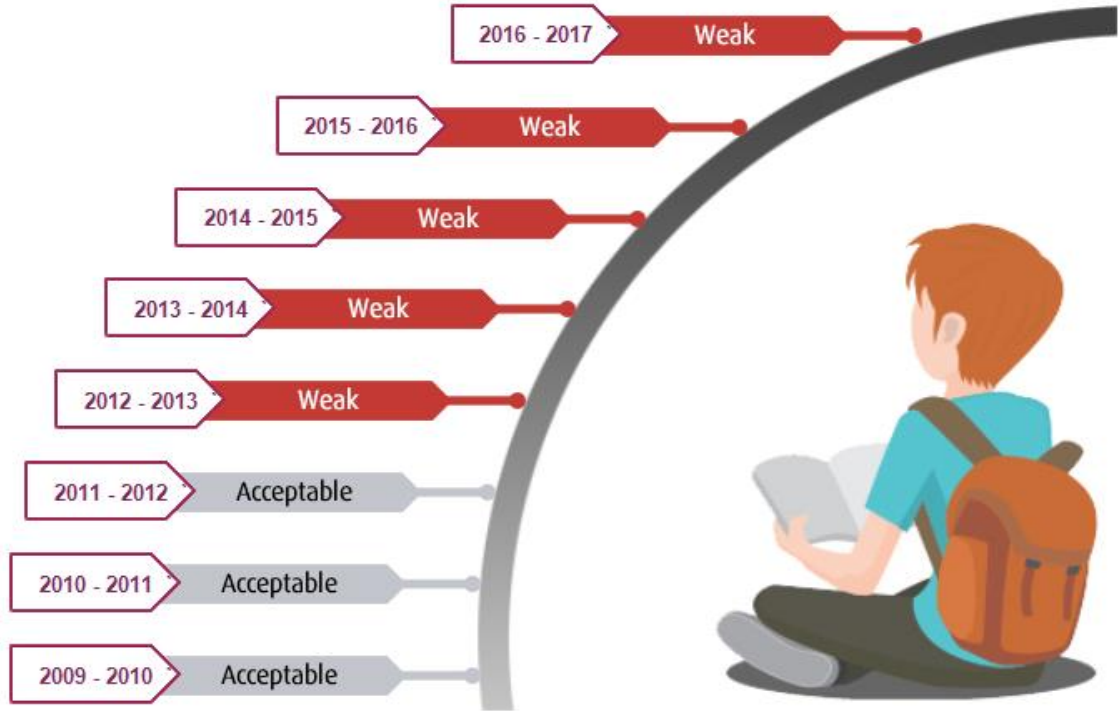 2016 - 2017 Weak
2015 - 2016 Weak
2014 - 2015 Weak
2013 - 2014 Weak
2012 - 2013 Weak
2011 - 2012 Acceptable
2010 - 2011 Acceptable
2009 - 2010 Acceptable